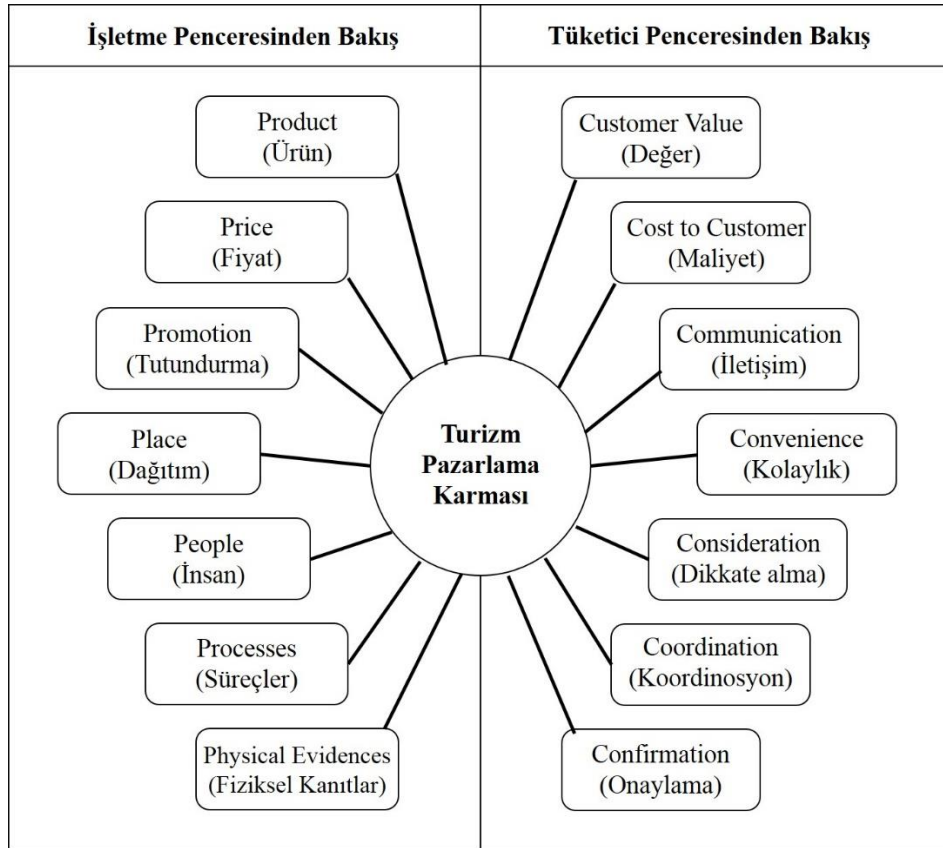 İşletme Penceresinden Bakış
Product
(Ürün)
Price
(Fiyat)
Promotion
(Tutundurma)
Place
(Dağıtım)
People
(İnsan)
Processes
(Süreçler)
Physical Evidences
(Fiziksel Kanıtlar)
Turizm
Pazarlama
Karması
Tüketici Penceresinden Bakış
Customer Value
(Değer)
Cost to Customer
(Maliyet)
Communication
(İletişim)
Convenience
(Kolaylık)
Consideration
(Dikkate alma)
Coordination
(Koordinosyon)
Confirmation
(Onaylama)